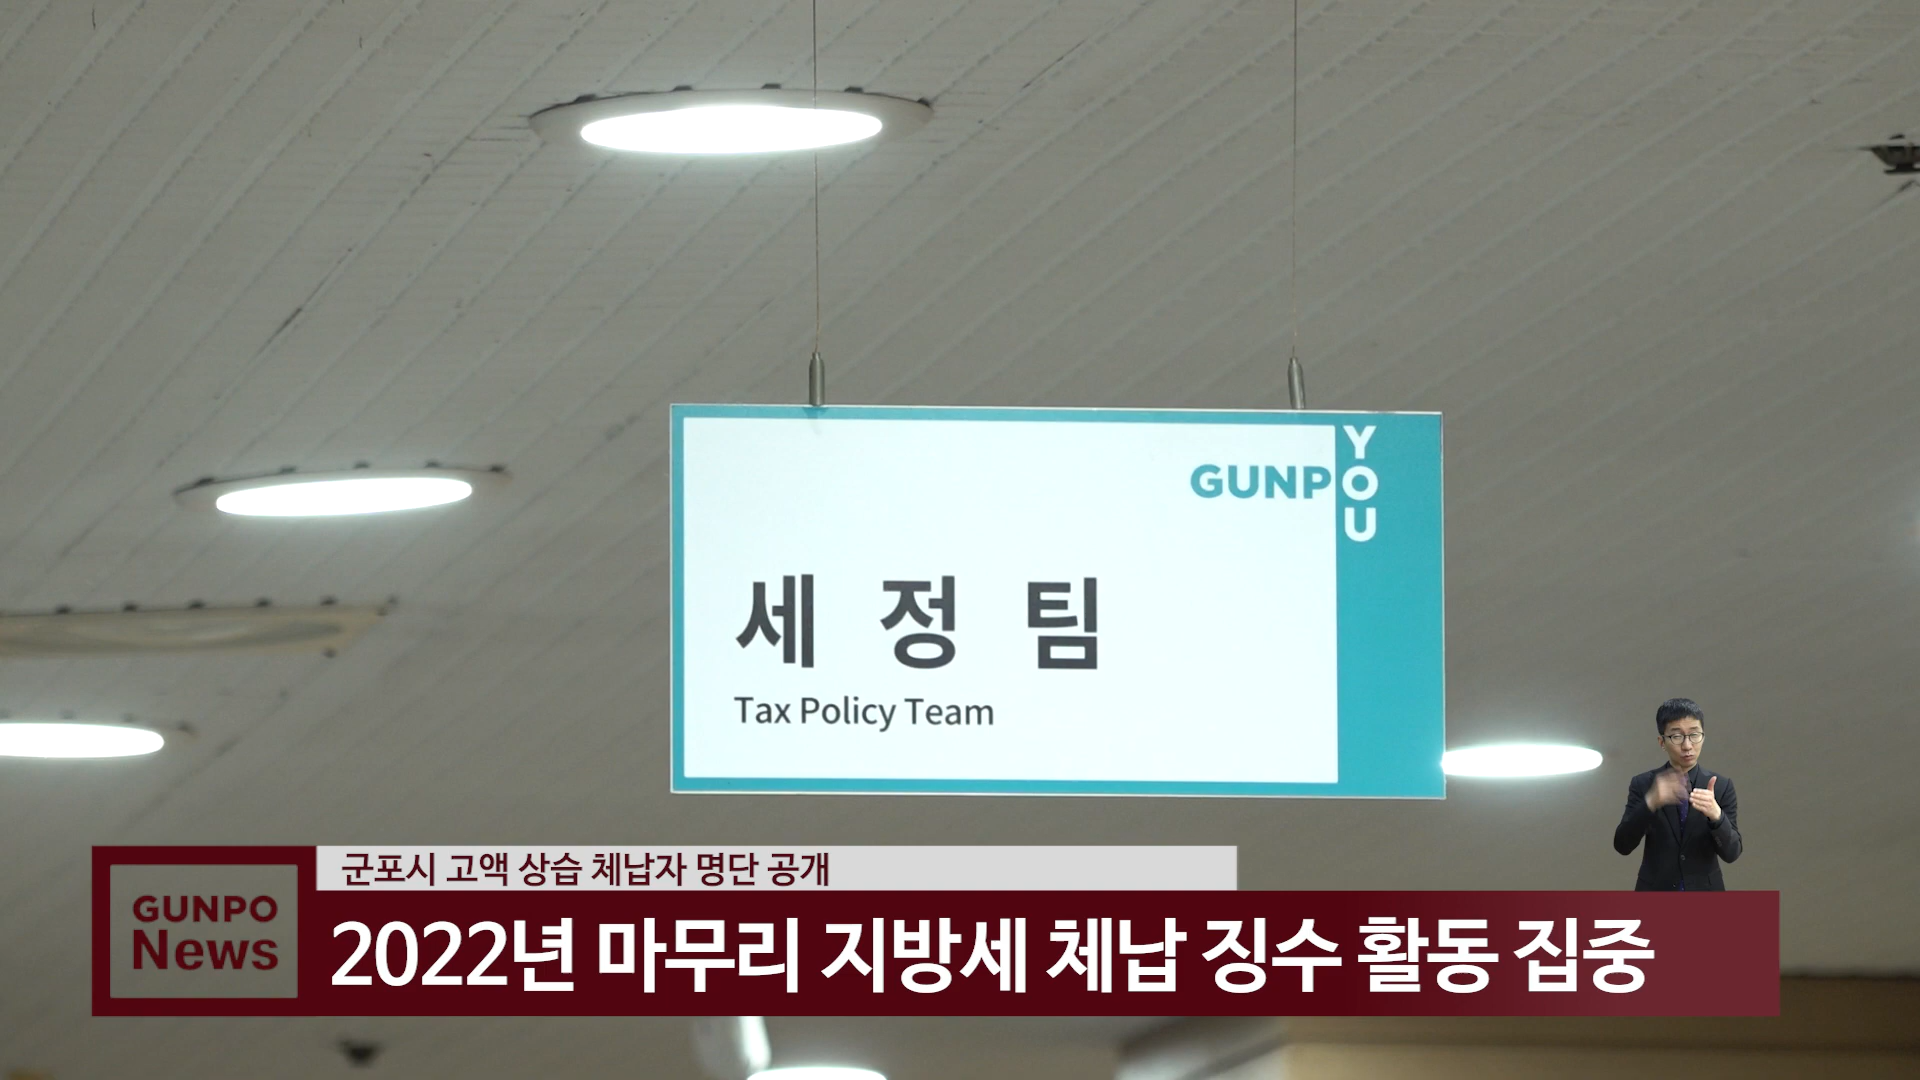 GUNPO
YOU
세정팀
Tax Policy Team
GUNPO
News
군포시 고액 상습 체납자 명단 공개
2022년 마무리 지방세 체납 징수 활동 집중